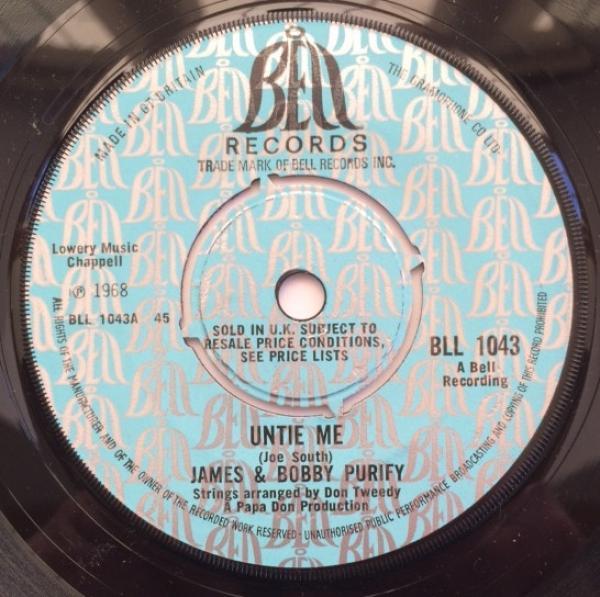 BELL
RECORDS
TRADE MARK OF BELL RECORDS INC.
MADE IN GT BRITAIN
THE GRAMOPHONE CO LTD.
Lowery Music
Chappell
℗ 1968
BLL 1043A 45
SOLD IN U.K. SUBJECT TO
RESALE PRICE CONDITIONS,
SEE PRICE LISTS
BLL 1043
A Bell
Recording
UNTIE ME
(Joe South)
JAMES & BOBBY PURIFY
Strings arranged by Don Tweedy
A Papa Don Production
ALL RIGHTS OF THE MANUFACTURER AND OF THE OWNER OF THE RECORDED WORK RESERVED - UNAUTHORISED PUBLIC PERFORMANCE BROADCASTING AND COPYING OF THIS RECORD PROHIBITED